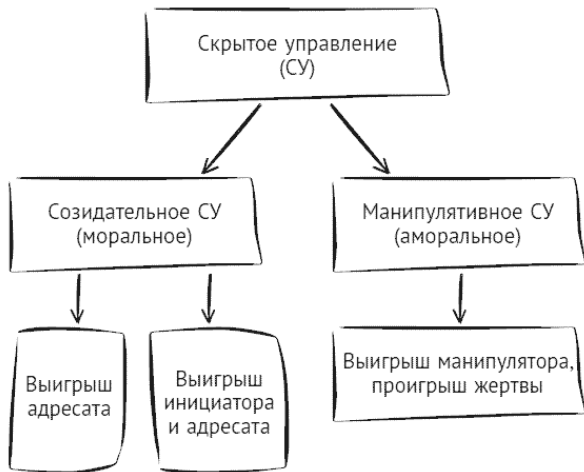 Скрытое управление
(СУ)
Созидательное СУ
(моральное)
Манипулятивное СУ
(аморальное)
Выигрыш
адресата
Выигрыш
инициатора
и адресата
Выигрыш манипулятора,
проигрыш жертвы